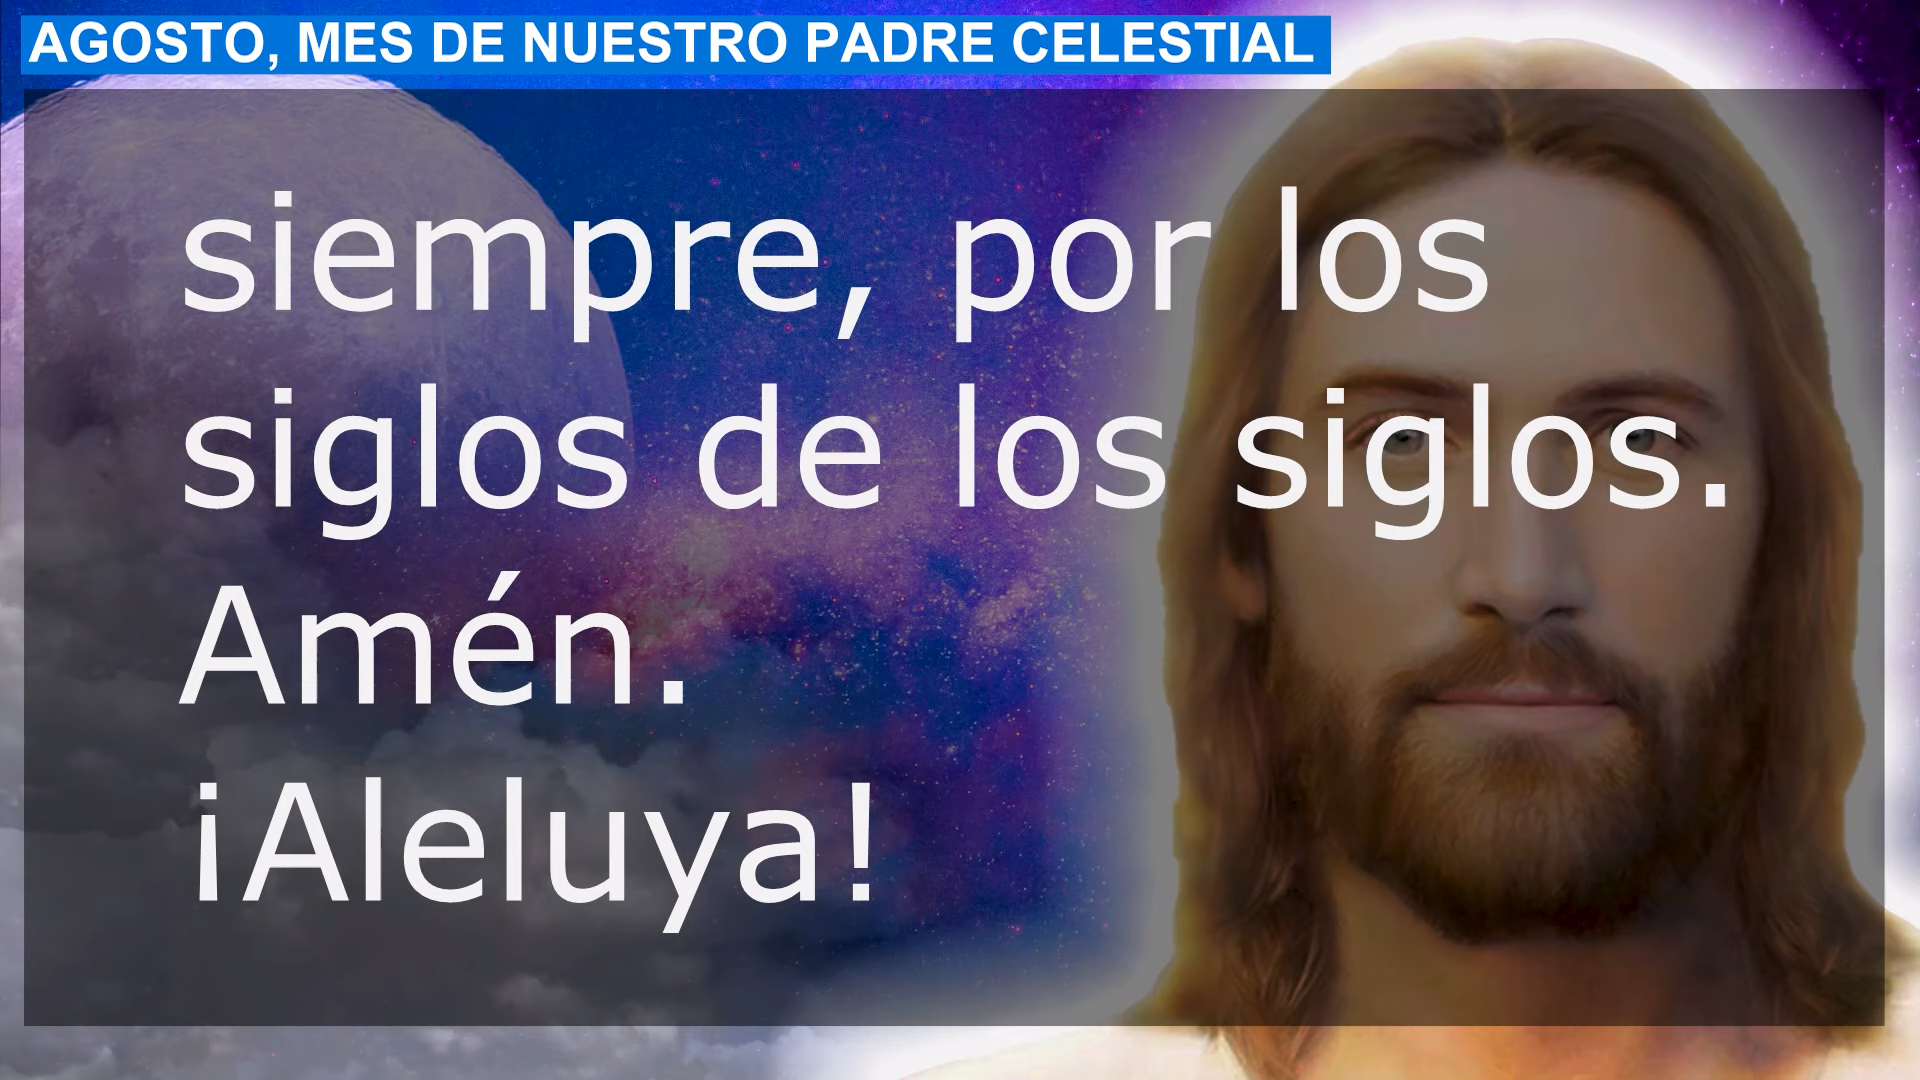 AGOSTO, MES DE NUESTRO PADRE CELESTIAL
siempre, por los
siglos de los siglos.
Amén.
¡Aleluya!